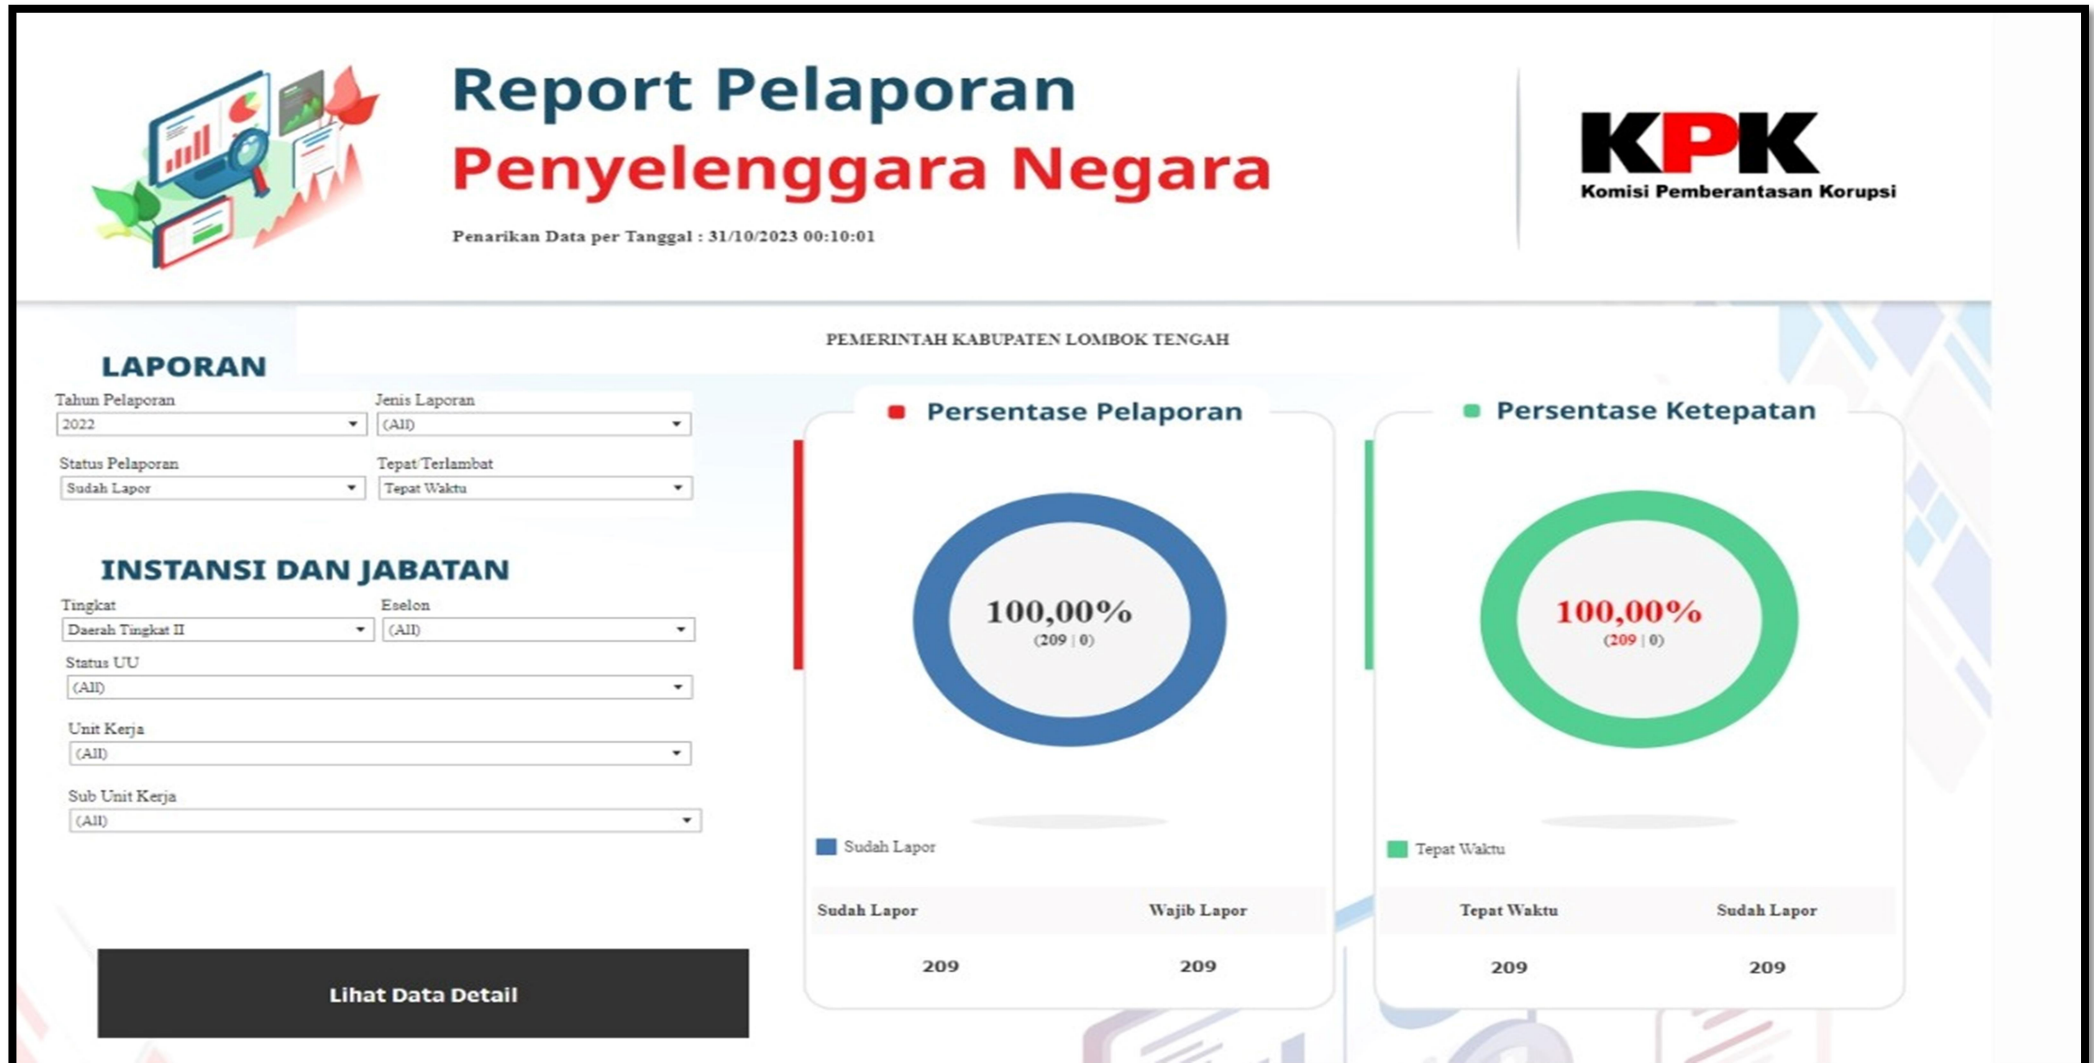 Report Pelaporan
Penyelenggara Negara
Penarikan Data per Tanggal : 31/10/2023 00:10:01
KPK
Komisi Pemberantasan Korupsi
PEMERINTAH KABUPATEN LOMBOK TENGAH
LAPORAN
Tahun Pelaporan
2022
Jenis Laporan
(All)
Status Pelaporan
Sudah Lapor
Tepat/Terlambat
Tepat Waktu
INSTANSI DAN JABATAN
Tingkat
Daerah Tingkat II
Eselon
(All)
Status UU
(All)
Unit Kerja
(All)
Sub Unit Kerja
(All)
Lihat Data Detail
Persentase Pelaporan
100,00%
(209 | 0)
Sudah Lapor
Sudah Lapor Wajib Lapor
209 209
Persentase Ketepatan
100,00%
(209 | 0)
Tepat Waktu
Tepat Waktu Sudah Lapor
209 209